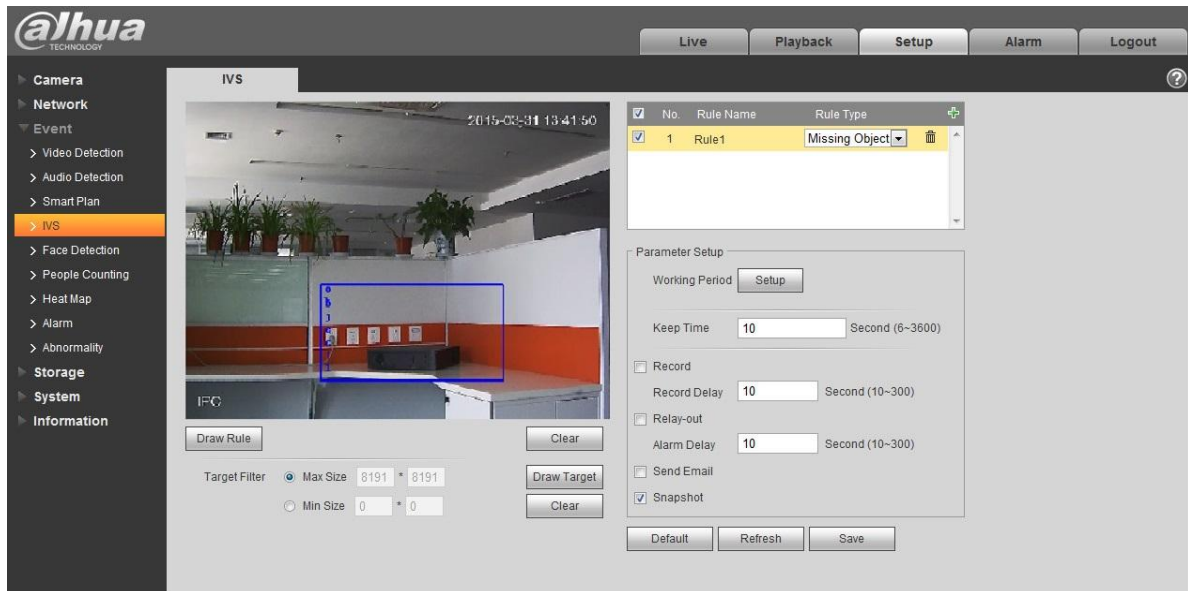 alhua
TECHNOLOGY
Live
Playback
Setup
Alarm
Logout
Camera
Network
Event
> Video Detection
> Audio Detection
> Smart Plan
> IVS
> Face Detection
> People Counting
> Heat Map
> Alarm
> Abnormality
Storage
System
Information
IVS
?
2015-03-31 13:41:50
IPC
Draw Rule
Clear
Target Filter
Max Size 8191 * 8191
Draw Target
Min Size 0 * 0
Clear
No. Rule Name Rule Type
1 Rule1 Missing Object
Parameter Setup
Working Period Setup
Keep Time 10 Second (6~3600)
Record
Record Delay 10 Second (10~300)
Relay-out
Alarm Delay 10 Second (10~300)
Send Email
Snapshot
Default
Refresh
Save